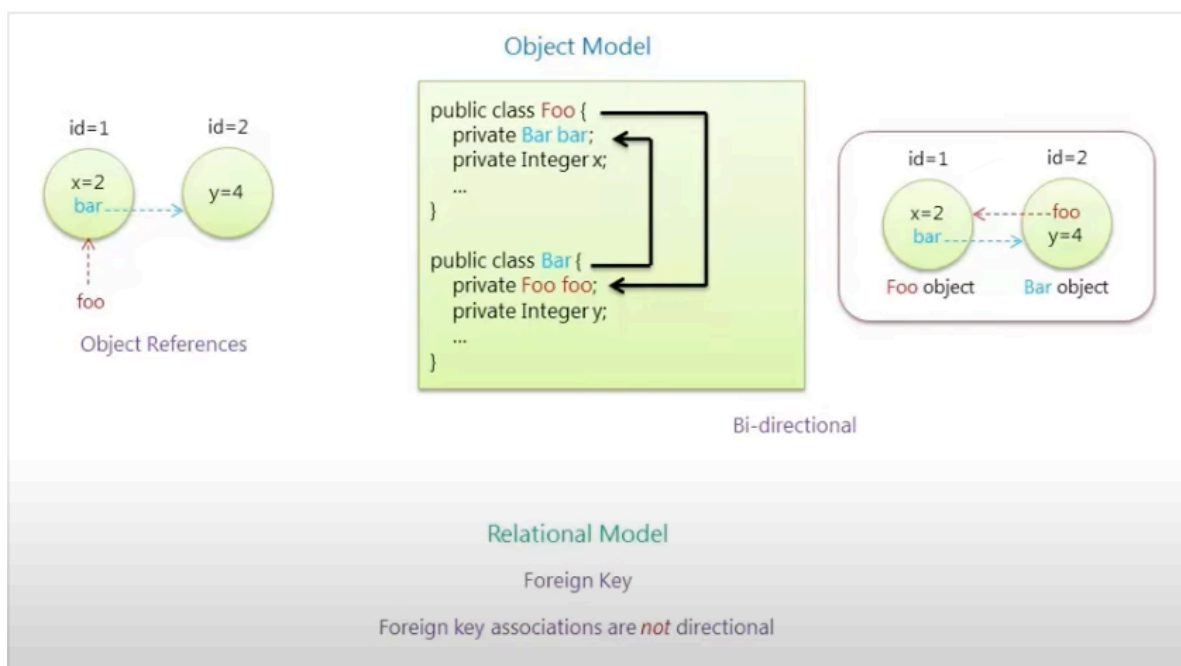 Object Model
id=1
id=2
x=2
bar
y=4
foo
Object References
public class Foo {
private Bar bar;
private Integer x;
...
}
public class Bar {
private Foo foo;
private Integer y;
...
}
id=1
id=2
x=2
bar
foo
y=4
Foo object
Bar object
Bi-directional
Relational Model
Foreign Key
Foreign key associations are not directional